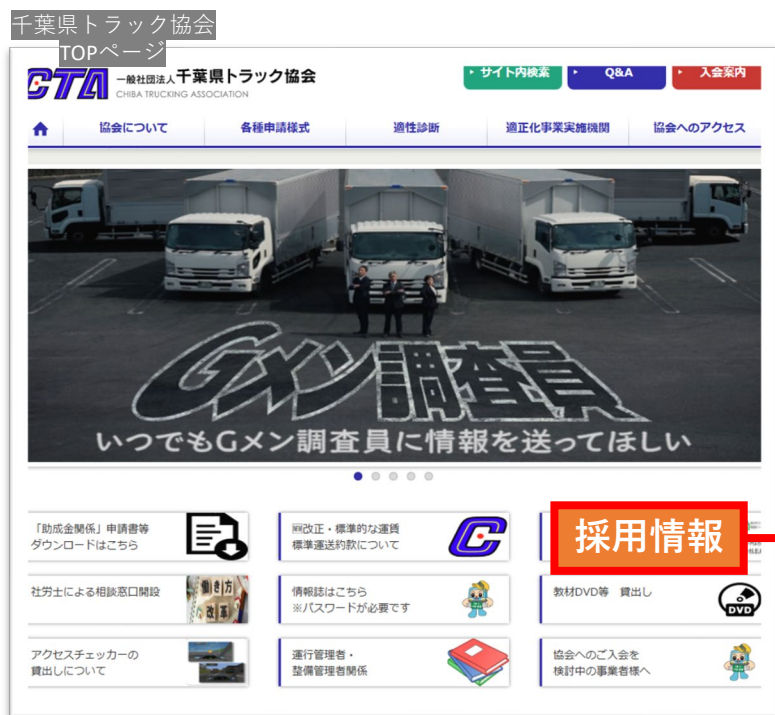 千葉県トラック協会
TOPページ
CTA 一般社団法人千葉県トラック協会
CHIBA TRUCKING ASSOCIATION
サイト内検索
Q&A
入会案内
協会について
各種申請様式
適性診断
適正化事業実施機関
協会へのアクセス
Gメン調査員
いつでもGメン調査員に情報を送ってほしい
「助成金関係」申請書等
ダウンロードはこちら
改正・標準的な運賃
標準運送約款について
採用情報
社労士による相談窓口開設
働き方
改革
情報誌はこちら
※パスワードが必要です
教材DVD等 貸出し
DVD
アクセスチェッカーの
貸出しについて
運行管理者・
整備管理者関係
協会へのご入会を
検討中の事業者様へ